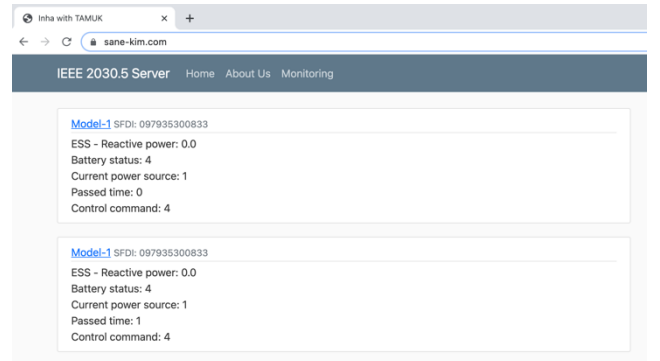 Inha with TAMUK
sane-kim.com
IEEE 2030.5 Server Home About Us Monitoring
Model-1 SFDI: 097935300833
ESS - Reactive power: 0.0
Battery status: 4
Current power source: 1
Passed time: 0
Control command: 4
Model-1 SFDI: 097935300833
ESS - Reactive power: 0.0
Battery status: 4
Current power source: 1
Passed time: 1
Control command: 4